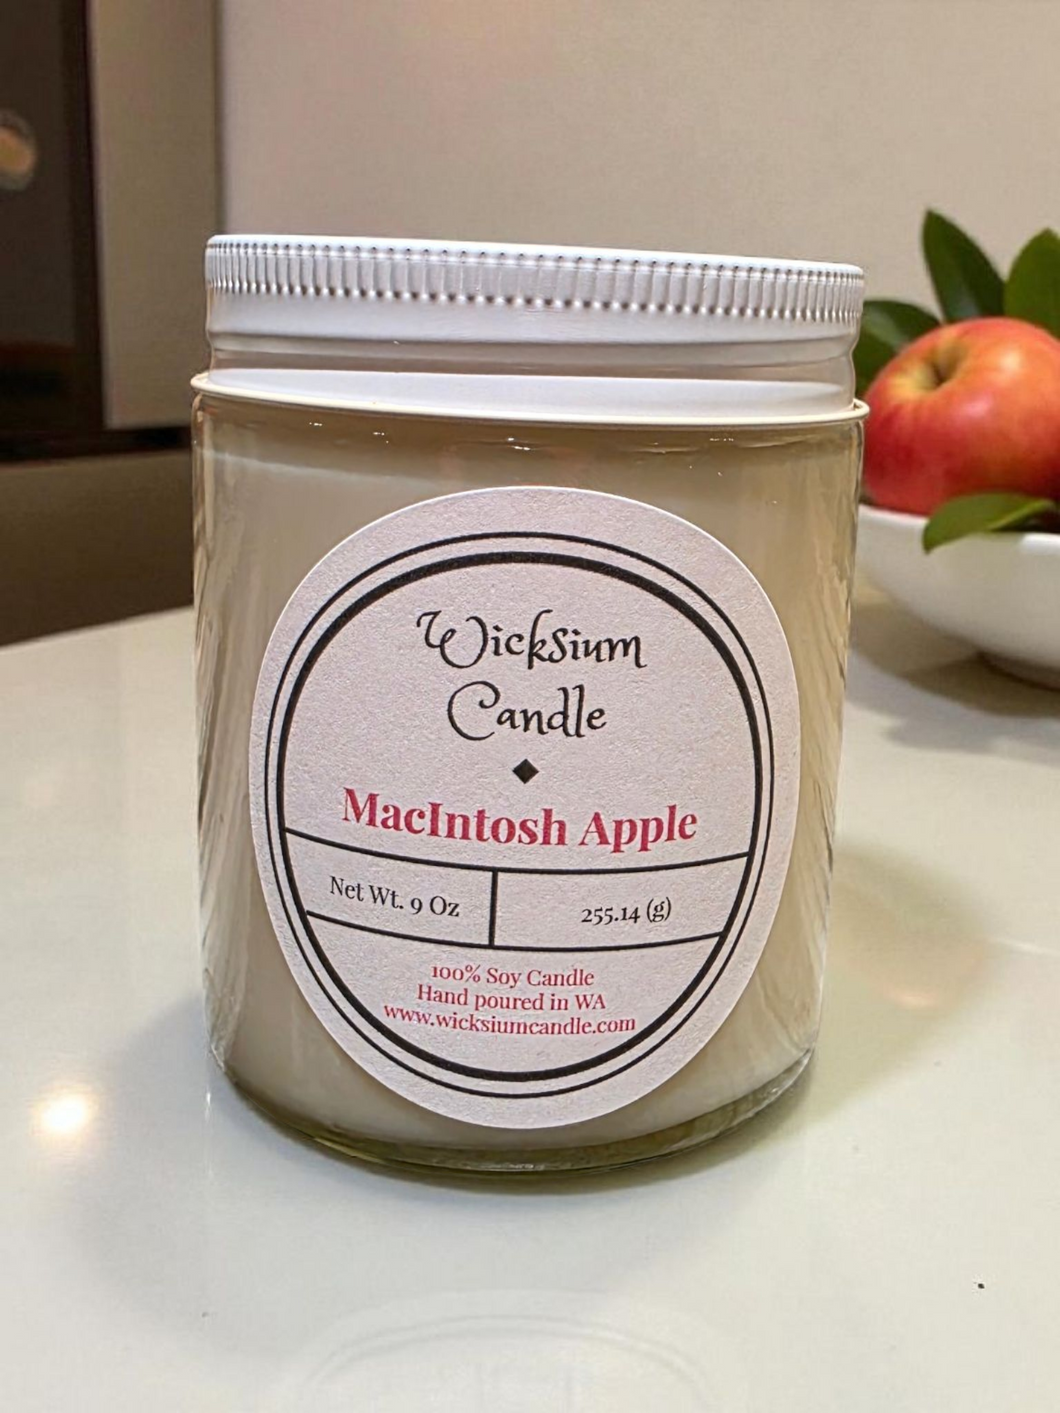 Wicksium
Candle
MacIntosh Apple
Net Wt. 9 Oz
255.14 (g)
100% Soy Candle
Hand poured in WA
www.wicksiumcandle.com